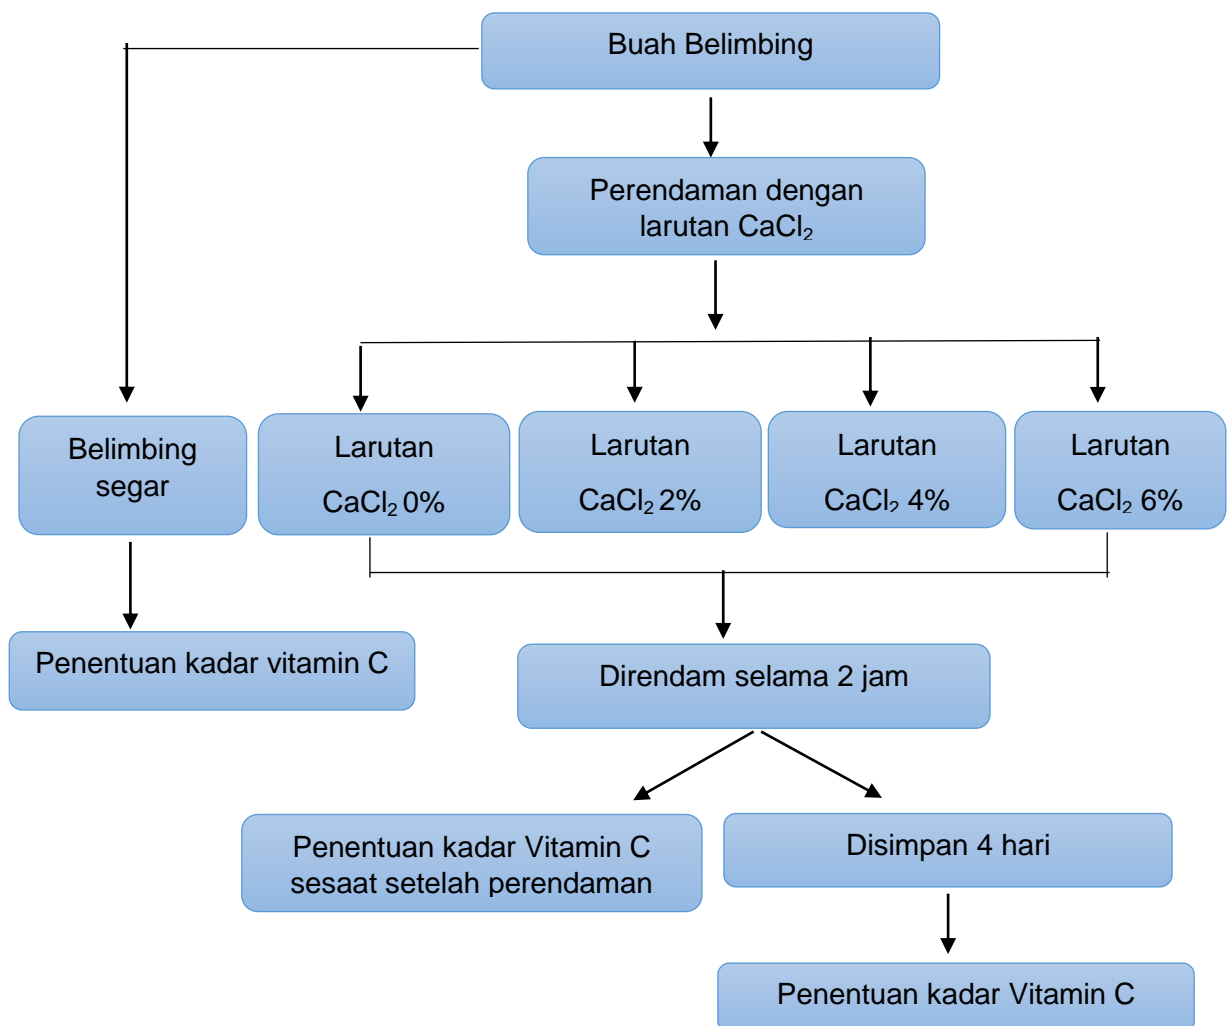 Buah Belimbing
Perendaman dengan
larutan CaCl₂
Belimbing
segar
Larutan
CaCl₂ 0%
Larutan
CaCl₂ 2%
Larutan
CaCl₂ 4%
Larutan
CaCl₂ 6%
Penentuan kadar vitamin C
Direndam selama 2 jam
Penentuan kadar Vitamin C
sesaat setelah perendaman
Disimpan 4 hari
Penentuan kadar Vitamin C